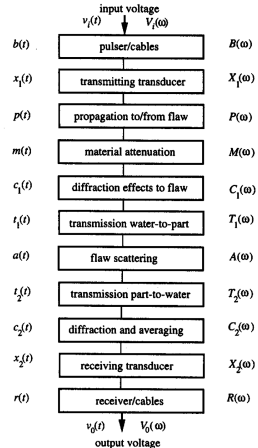 input voltage
vᵢ(t) Vᵢ(ω)
b(t) pulser/cables B(ω)
x₁(t) transmitting transducer X₁(ω)
p(t) propagation to/from flaw P(ω)
m(t) material attenuation M(ω)
c₁(t) diffraction effects to flaw C₁(ω)
t₁(t) transmission water-to-part T₁(ω)
a(t) flaw scattering A(ω)
t₂(t) transmission part-to-water T₂(ω)
c₂(t) diffraction and averaging C₂(ω)
x₂(t) receiving transducer X₂(ω)
r(t) receiver/cables R(ω)
v₀(t) V₀(ω)
output voltage